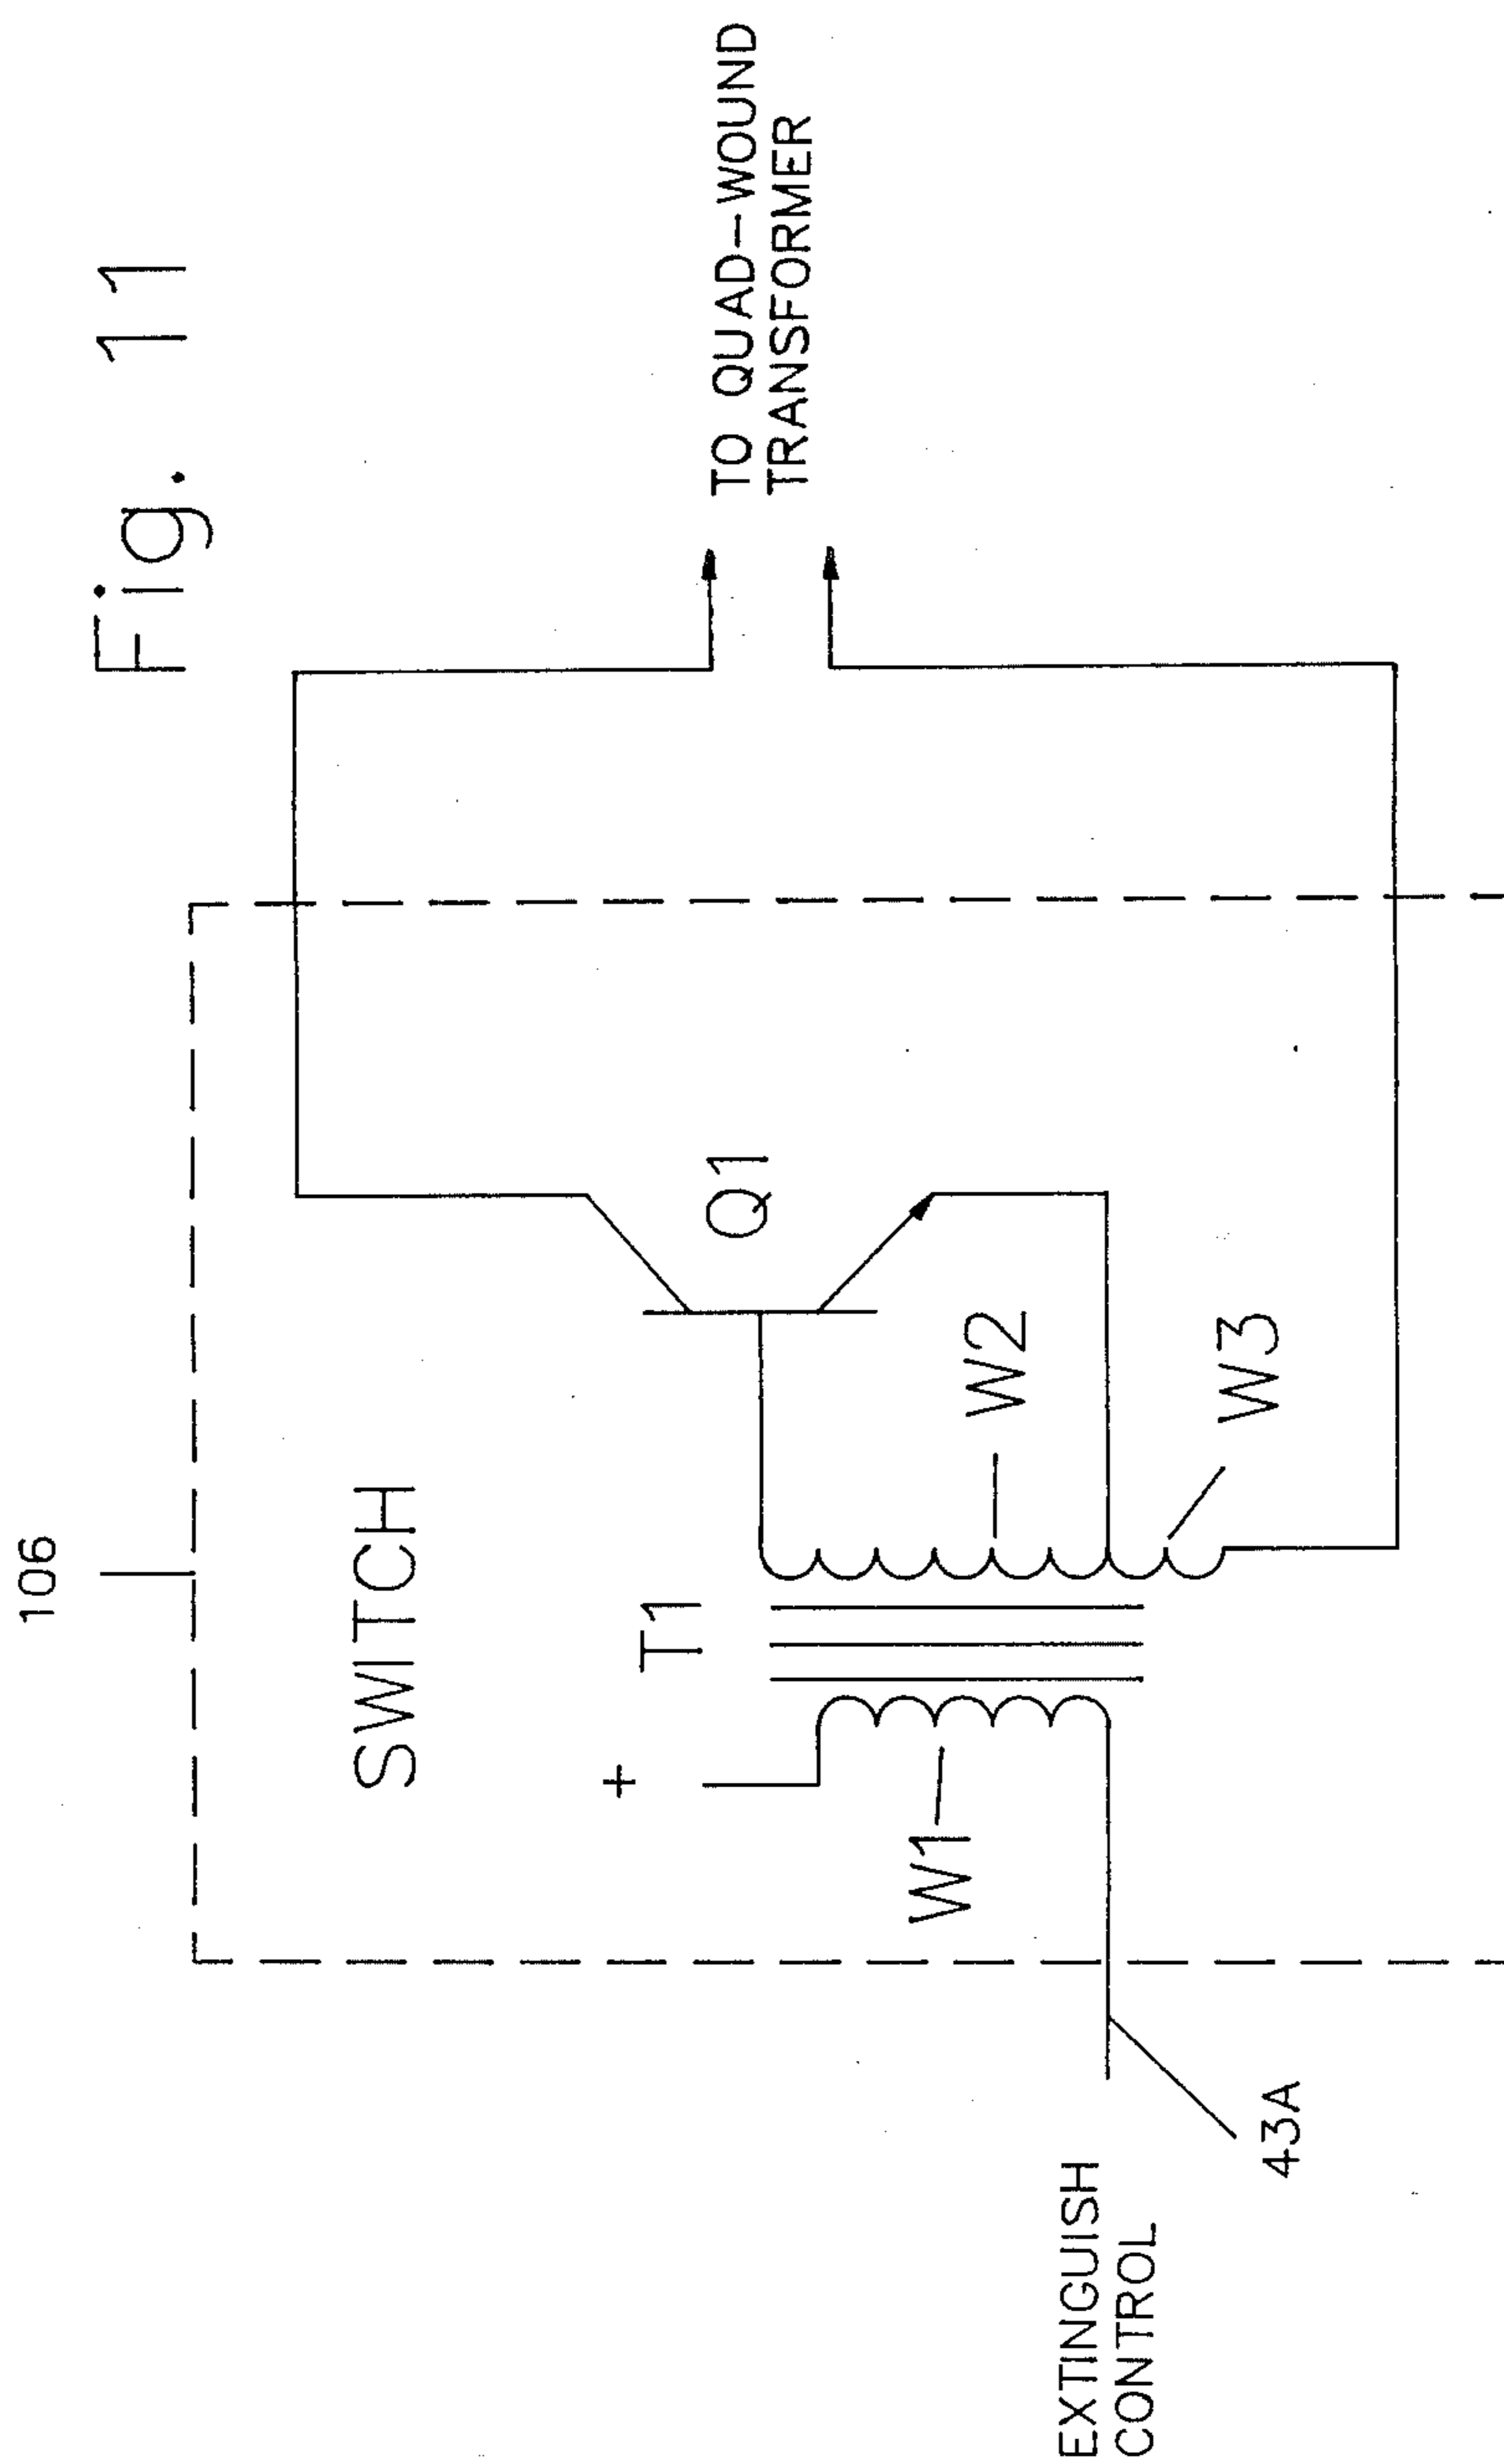 Fig. 11
106
SWITCH
T1
Q1
+
W1
W2
W3
TO QUAD-WOUND
TRANSFORMER
EXTINGUISH
CONTROL
43A